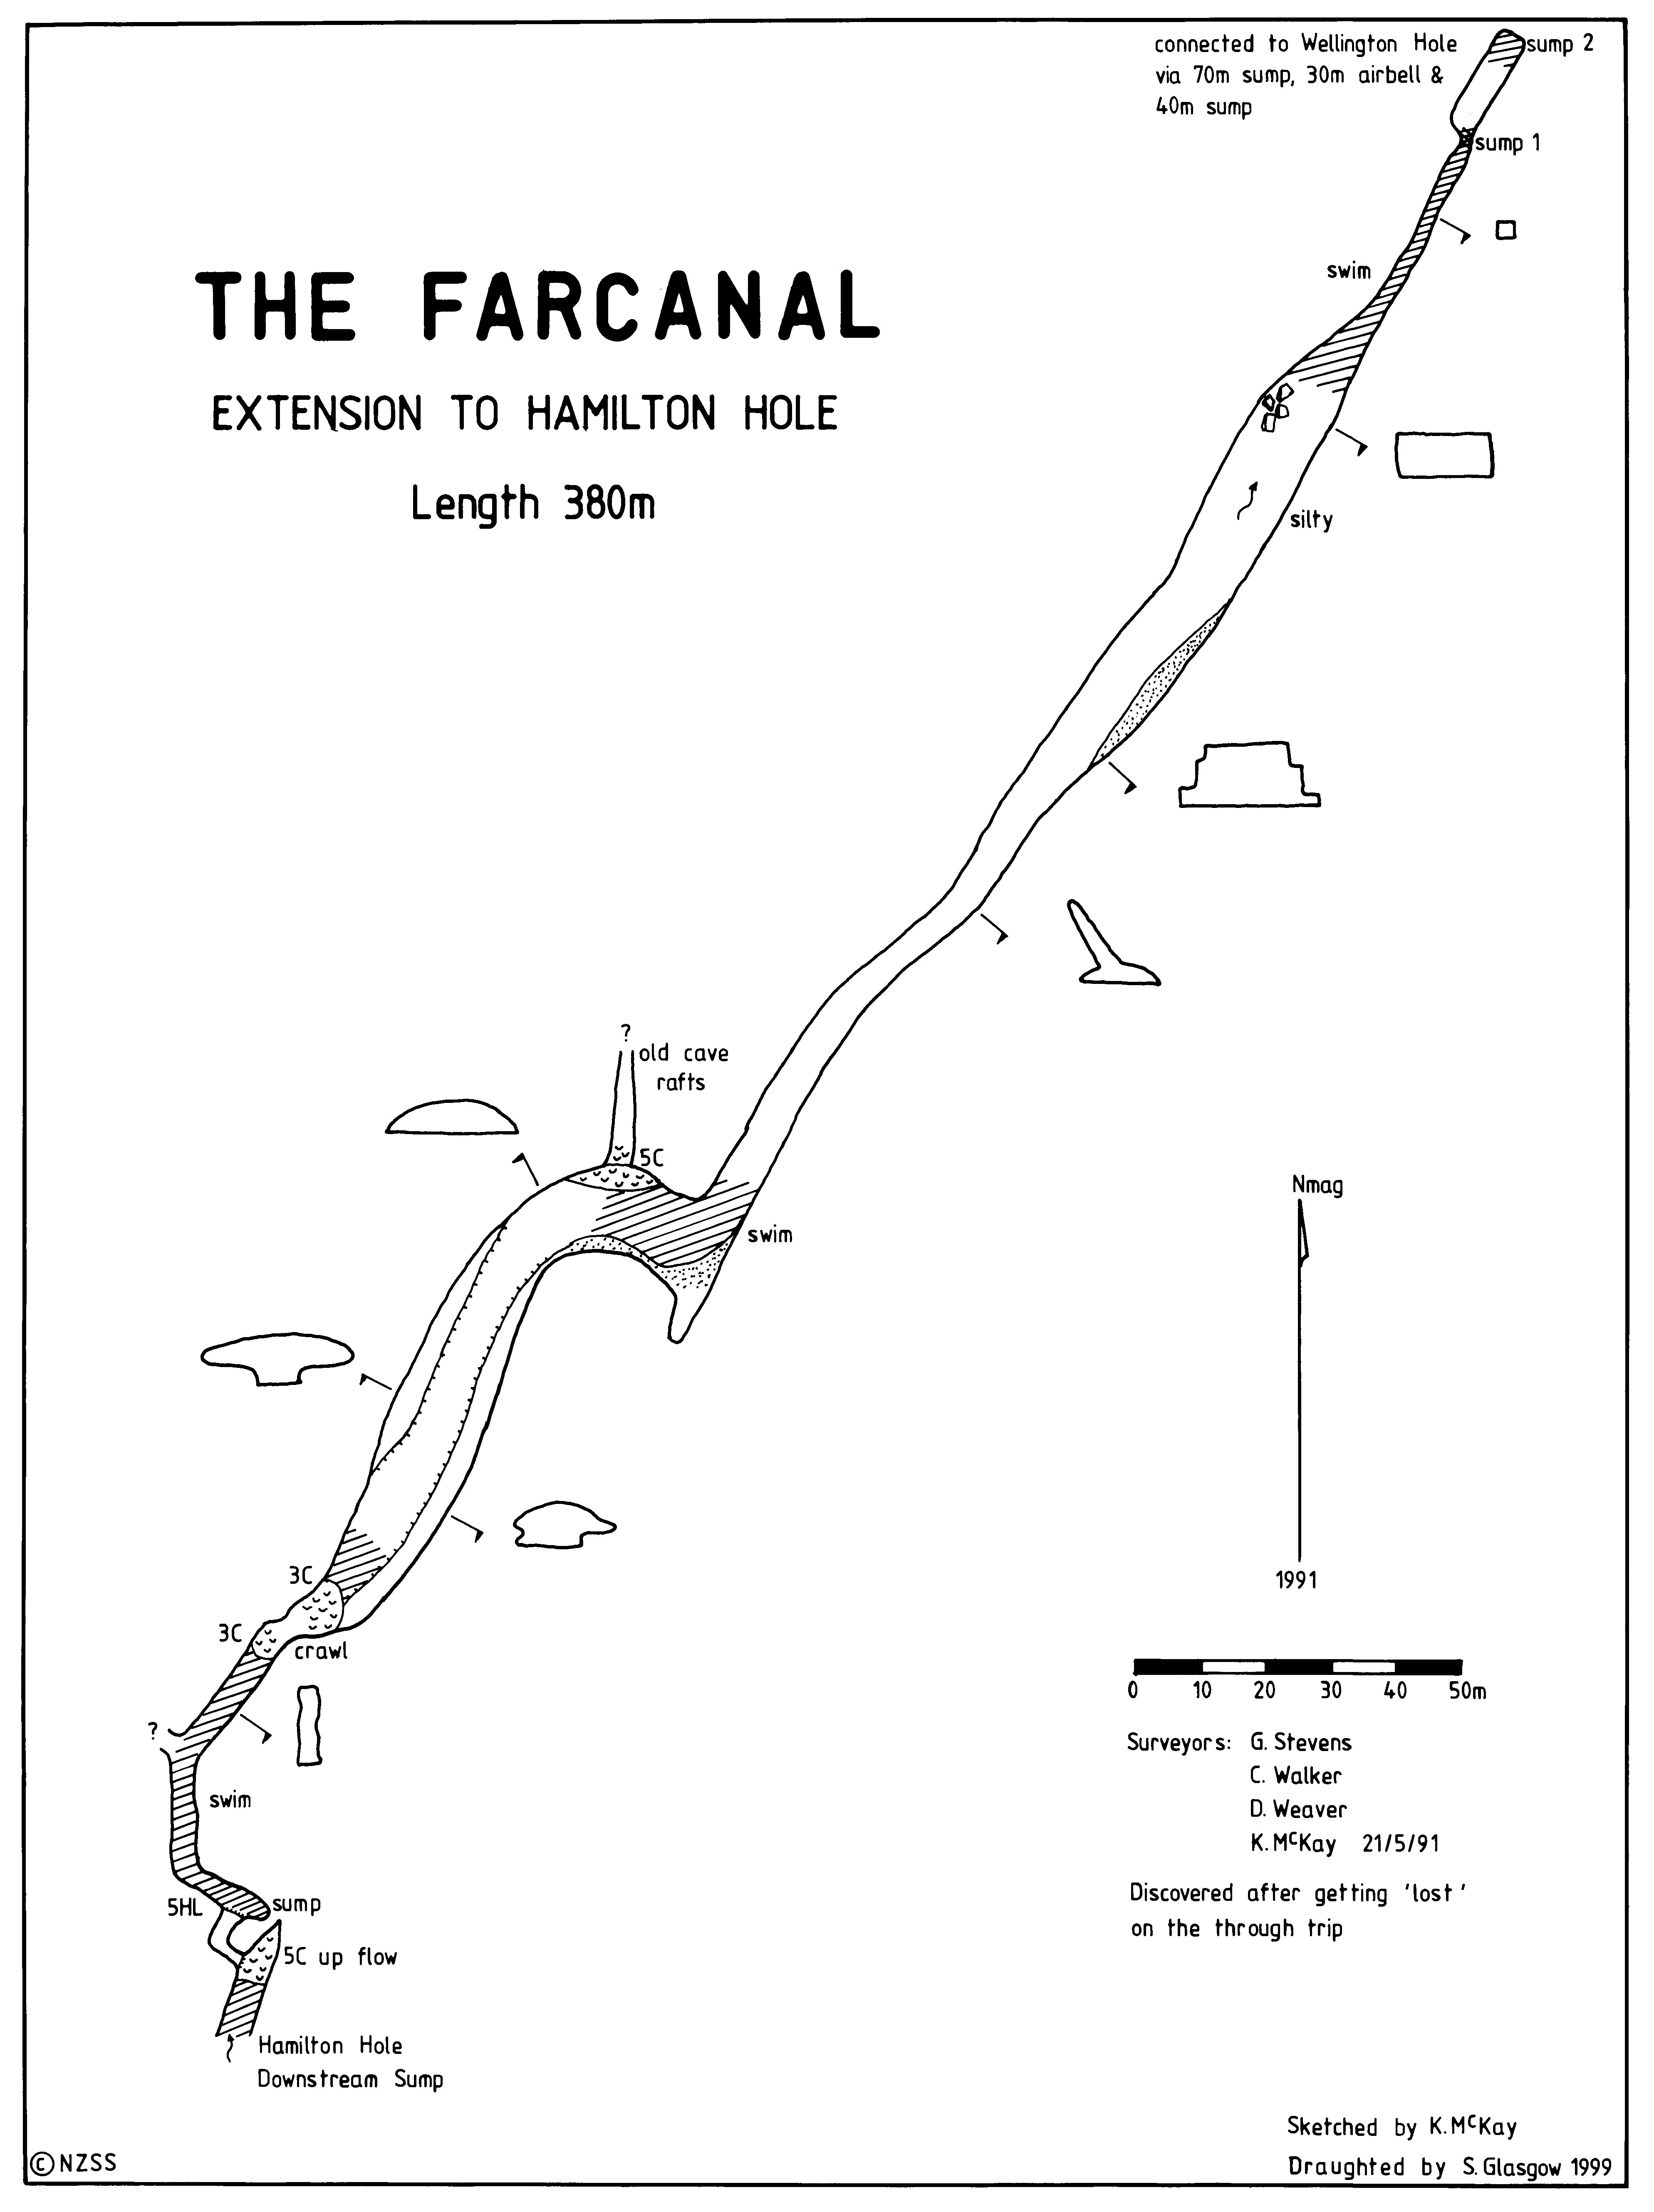 connected to Wellington Hole
via 70m sump, 30m airbell &
40m sump
sump 2
sump 1
swim
THE FARCANAL
EXTENSION TO HAMILTON HOLE
Length 380m
silty
?
old cave
rafts
5C
swim
Nmag
1991
3C
3C
crawl
?
swim
5HL
sump
5C up flow
Hamilton Hole
Downstream Sump
0 10 20 30 40 50m
Surveyors: G. Stevens
C. Walker
D. Weaver
K. McKay 21/5/91
Discovered after getting 'lost'
on the through trip
Sketched by K. McKay
Draughted by S. Glasgow 1999
© NZSS